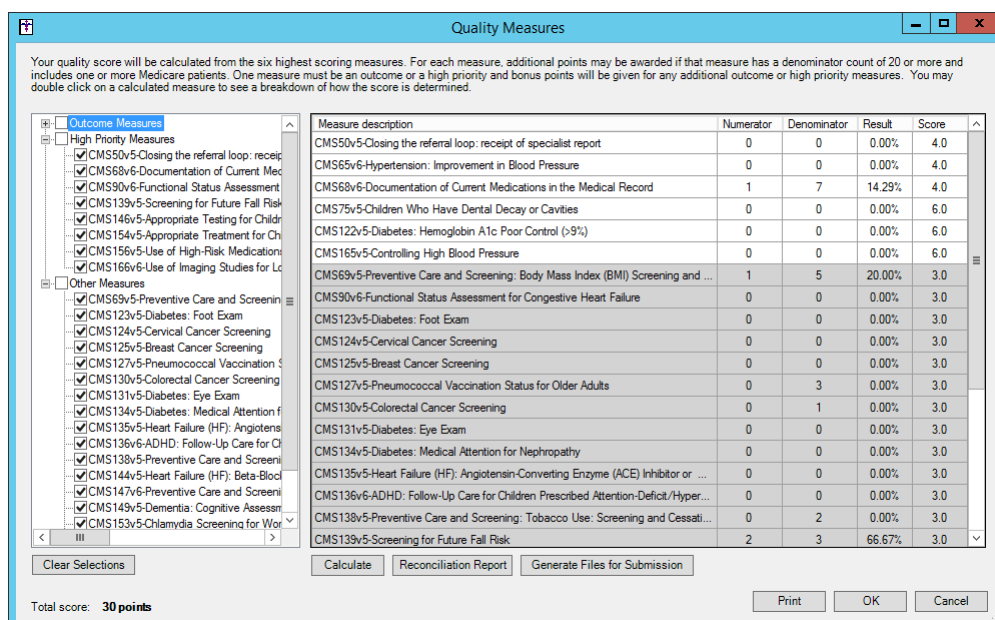 Quality Measures
Your quality score will be calculated from the six highest scoring measures. For each measure, additional points may be awarded if that measure has a denominator count of 20 or more and
includes one or more Medicare patients. One measure must be an outcome or a high priority and bonus points will be given for any additional outcome or high priority measures. You may
double click on a calculated measure to see a breakdown of how the score is determined.
Outcome Measures
High Priority Measures
CMS50v5-Closing the referral loop: receip
CMS68v6-Documentation of Current Med
CMS90v6-Functional Status Assessment
CMS139v5-Screening for Future Fall Risk
CMS146v5-Appropriate Testing for Childr
CMS154v5-Appropriate Treatment for Ch
CMS156v5-Use of High-Risk Medications
CMS166v6-Use of Imaging Studies for Lo
Other Measures
CMS69v5-Preventive Care and Screenin
CMS123v5-Diabetes: Foot Exam
CMS124v5-Cervical Cancer Screening
CMS125v5-Breast Cancer Screening
CMS127v5-Pneumococcal Vaccination S
CMS130v5-Colorectal Cancer Screening
CMS131v5-Diabetes: Eye Exam
CMS134v5-Diabetes: Medical Attention f
CMS135v5-Heart Failure (HF): Angiotens
CMS136v6-ADHD: Follow-Up Care for Ch
CMS138v5-Preventive Care and Screeni
CMS144v5-Heart Failure (HF): Beta-Block
CMS147v6-Preventive Care and Screeni
CMS149v5-Dementia: Cognitive Assessm
CMS153v5-Chlamydia Screening for Wor
Measure description Numerator Denominator Result Score
CMS50v5-Closing the referral loop: receipt of specialist report 0 0 0.00% 4.0
CMS65v6-Hypertension: Improvement in Blood Pressure 0 0 0.00% 4.0
CMS68v6-Documentation of Current Medications in the Medical Record 1 7 14.29% 4.0
CMS75v5-Children Who Have Dental Decay or Cavities 0 0 0.00% 6.0
CMS122v5-Diabetes: Hemoglobin A1c Poor Control (>9%) 0 0 0.00% 6.0
CMS165v5-Controlling High Blood Pressure 0 0 0.00% 6.0
CMS69v5-Preventive Care and Screening: Body Mass Index (BMI) Screening and ... 1 5 20.00% 3.0
CMS90v6-Functional Status Assessment for Congestive Heart Failure 0 0 0.00% 3.0
CMS123v5-Diabetes: Foot Exam 0 0 0.00% 3.0
CMS124v5-Cervical Cancer Screening 0 0 0.00% 3.0
CMS125v5-Breast Cancer Screening 0 0 0.00% 3.0
CMS127v5-Pneumococcal Vaccination Status for Older Adults 0 3 0.00% 3.0
CMS130v5-Colorectal Cancer Screening 0 1 0.00% 3.0
CMS131v5-Diabetes: Eye Exam 0 0 0.00% 3.0
CMS134v5-Diabetes: Medical Attention for Nephropathy 0 0 0.00% 3.0
CMS135v5-Heart Failure (HF): Angiotensin-Converting Enzyme (ACE) Inhibitor or ... 0 0 0.00% 3.0
CMS136v6-ADHD: Follow-Up Care for Children Prescribed Attention-Deficit/Hyper... 0 0 0.00% 3.0
CMS138v5-Preventive Care and Screening: Tobacco Use: Screening and Cessati... 0 2 0.00% 3.0
CMS139v5-Screening for Future Fall Risk 2 3 66.67% 3.0
Clear Selections
Calculate Reconciliation Report Generate Files for Submission
Total score: 30 points
Print OK Cancel